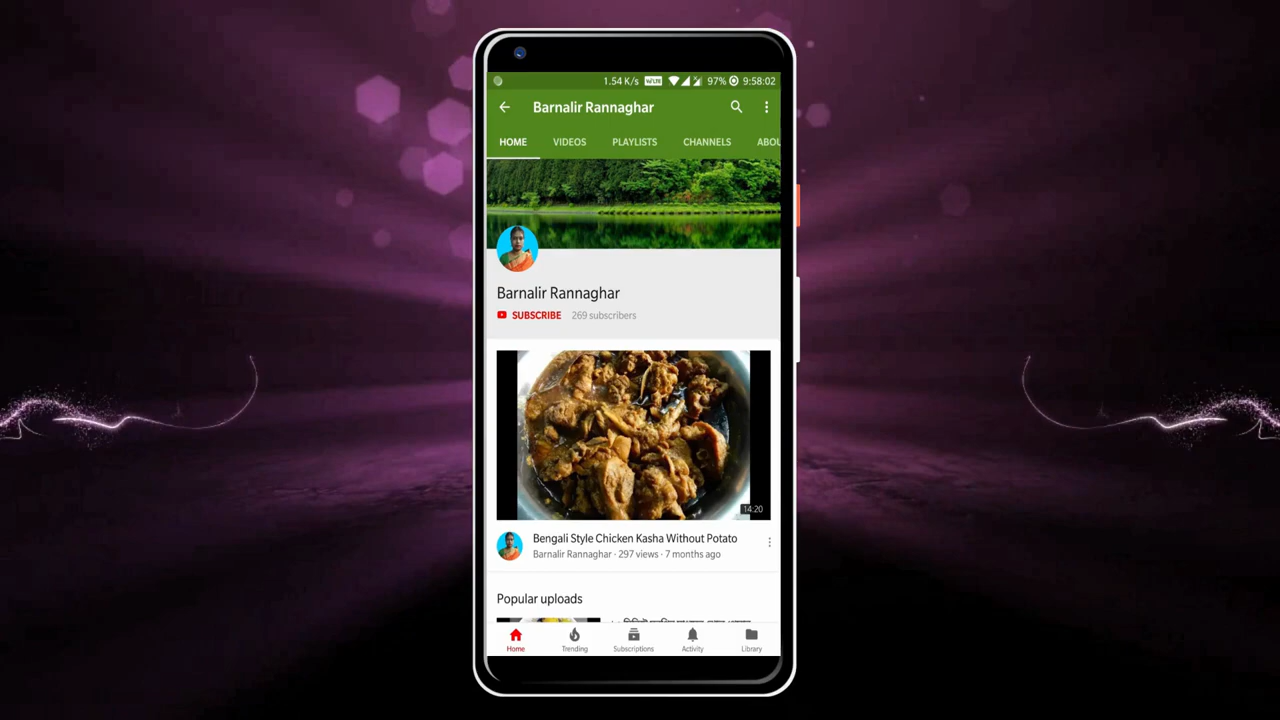 1.54 K/s VoLTE 97% 9:58:02
Barnalir Rannaghar
HOME VIDEOS PLAYLISTS CHANNELS ABOU
Barnalir Rannaghar
SUBSCRIBE 269 subscribers
14:20
Bengali Style Chicken Kasha Without Potato
Barnalir Rannaghar · 297 views · 7 months ago
Popular uploads
Home Trending Subscriptions Activity Library